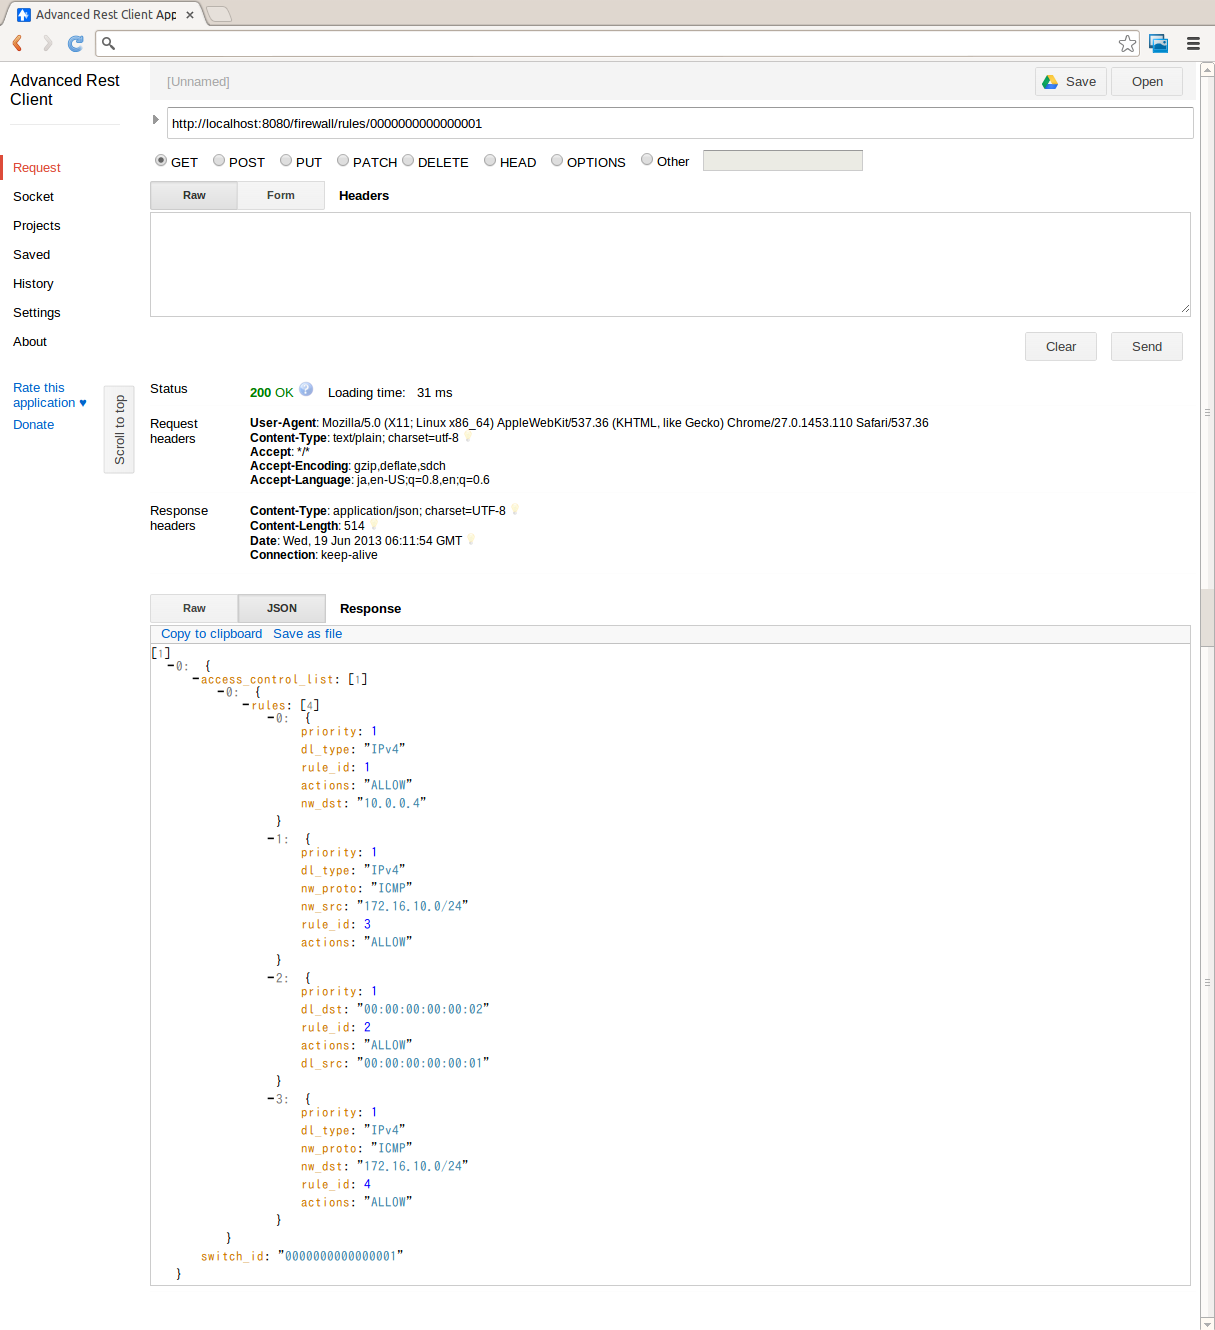 Advanced Rest Client App
Advanced Rest
Client
[Unnamed]
Save
Open
http://localhost:8080/firewall/rules/0000000000000001
GET POST PUT PATCH DELETE HEAD OPTIONS Other
Request
Socket
Projects
Saved
History
Settings
About
Rate this
application ♥
Donate
Scroll to top
Raw Form Headers
Clear Send
Status 200 OK Loading time: 31 ms
Request
headers
User-Agent: Mozilla/5.0 (X11; Linux x86_64) AppleWebKit/537.36 (KHTML, like Gecko) Chrome/27.0.1453.110 Safari/537.36
Content-Type: text/plain; charset=utf-8
Accept: */*
Accept-Encoding: gzip,deflate,sdch
Accept-Language: ja,en-US;q=0.8,en;q=0.6
Response
headers
Content-Type: application/json; charset=UTF-8
Content-Length: 514
Date: Wed, 19 Jun 2013 06:11:54 GMT
Connection: keep-alive
Raw JSON Response
Copy to clipboard Save as file
[1]
-0: {
-access_control_list: [1]
-0: {
-rules: [4]
-0: {
priority: 1
dl_type: "IPv4"
rule_id: 1
actions: "ALLOW"
nw_dst: "10.0.0.4"
}
-1: {
priority: 1
dl_type: "IPv4"
nw_proto: "ICMP"
nw_src: "172.16.10.0/24"
rule_id: 3
actions: "ALLOW"
}
-2: {
priority: 1
dl_dst: "00:00:00:00:00:02"
rule_id: 2
actions: "ALLOW"
dl_src: "00:00:00:00:00:01"
}
-3: {
priority: 1
dl_type: "IPv4"
nw_proto: "ICMP"
nw_dst: "172.16.10.0/24"
rule_id: 4
actions: "ALLOW"
}
}
switch_id: "0000000000000001"
}